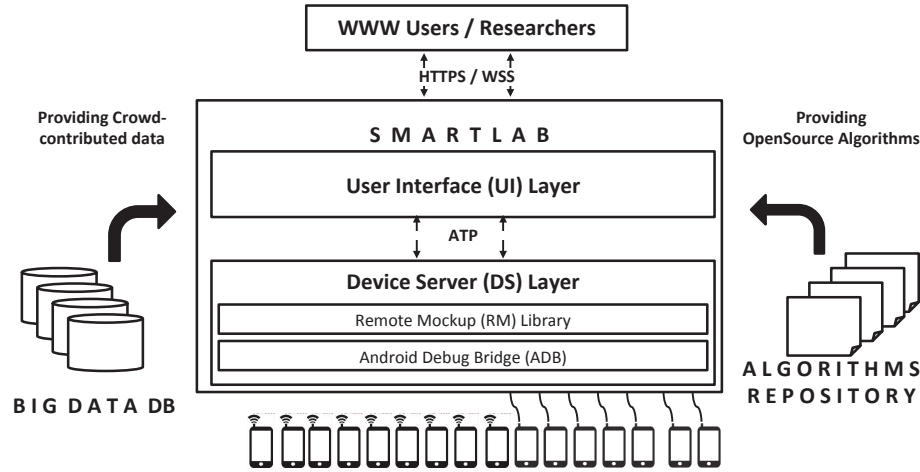 WWW Users / Researchers
HTTPS / WSS
Providing Crowd-
contributed data
Providing
OpenSource Algorithms
S M A R T L A B
User Interface (UI) Layer
ATP
Device Server (DS) Layer
Remote Mockup (RM) Library
Android Debug Bridge (ADB)
B I G D A T A DB
A L G O R I T H M S
R E P O S I T O R Y